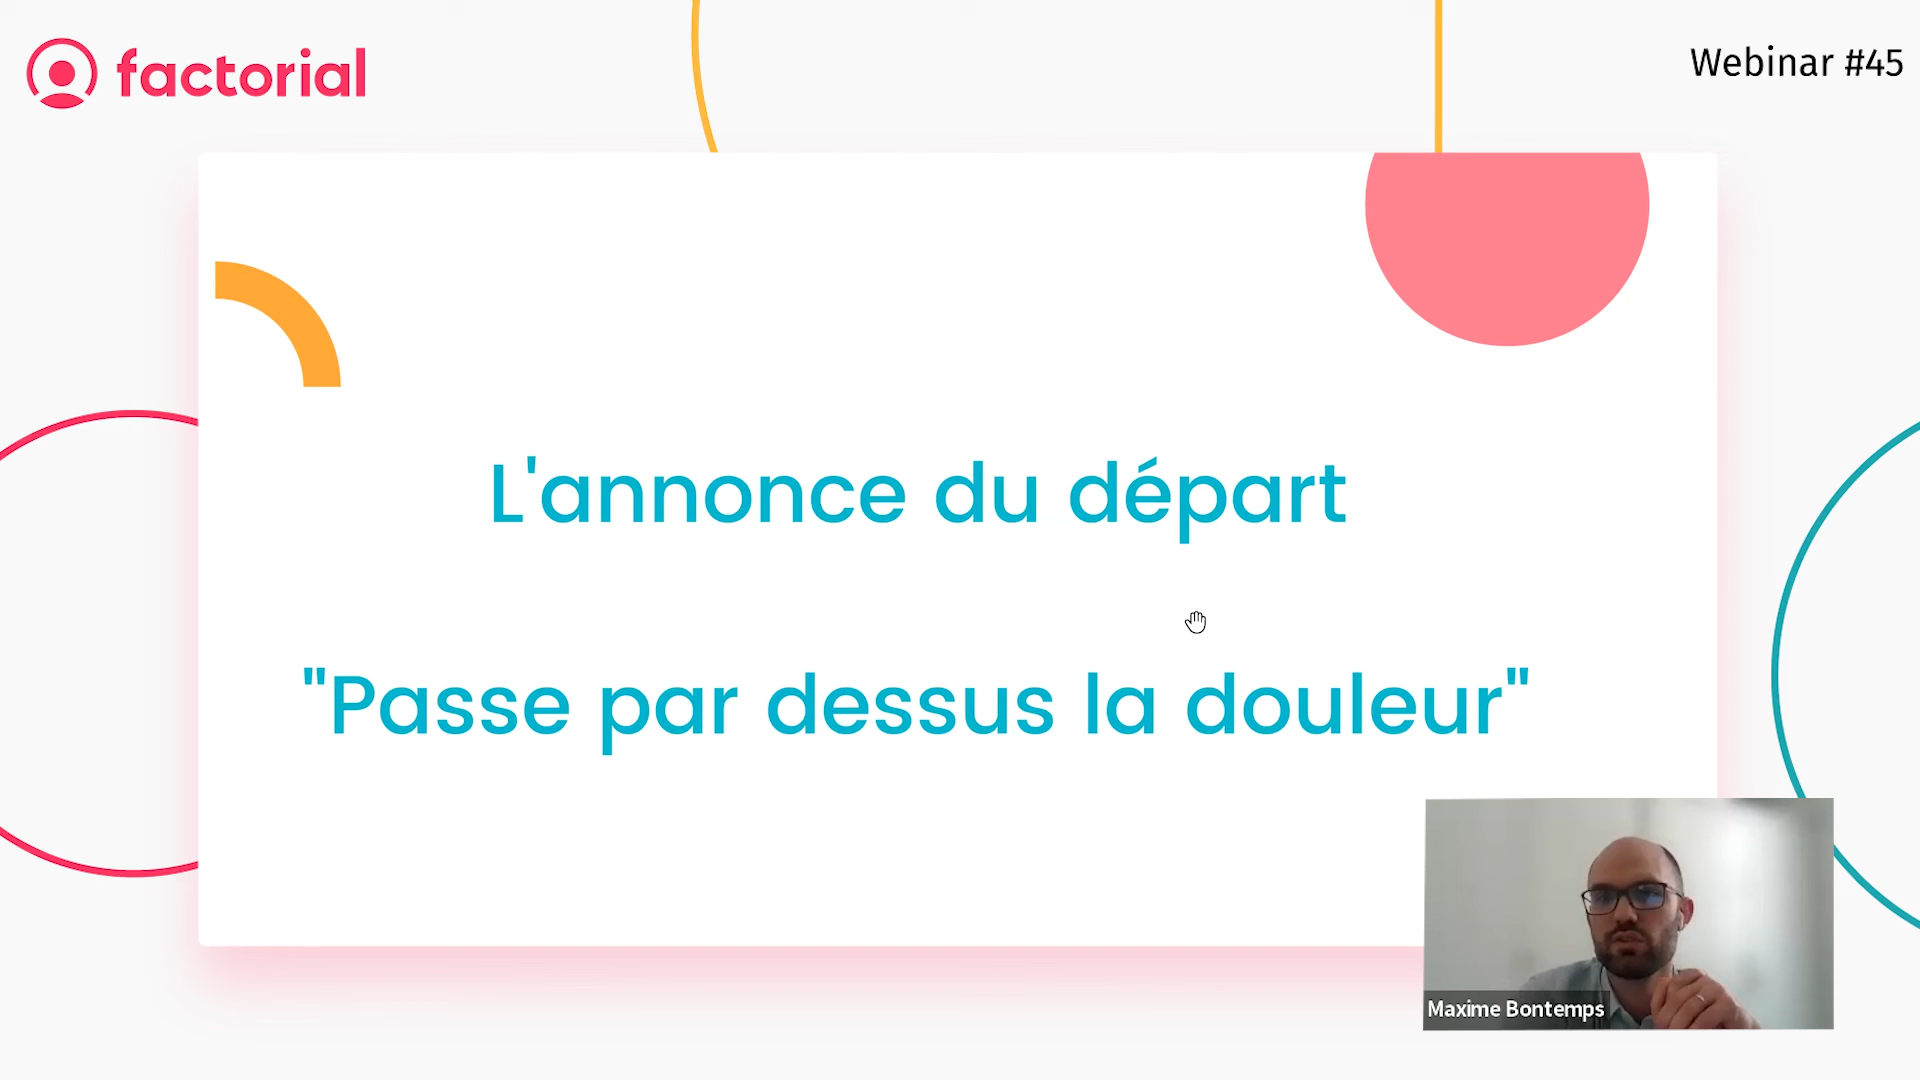 factorial
Webinar #45
L'annonce du départ
"Passe par dessus la douleur"
Maxime Bontemps